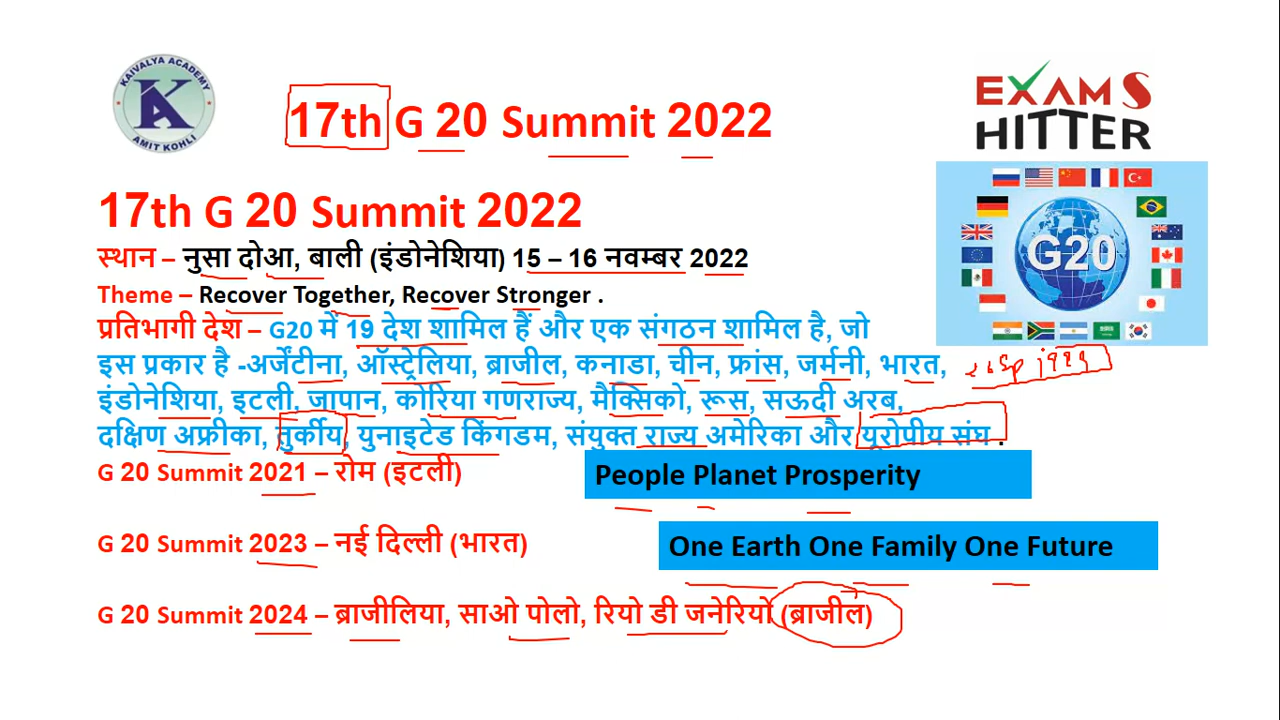 KAIVALYA ACADEMY
KA
AMIT KOHLI
17th G 20 Summit 2022
EXAMS
HITTER
17th G 20 Summit 2022
स्थान – नुसा दोआ, बाली (इंडोनेशिया) 15 – 16 नवम्बर 2022
Theme – Recover Together, Recover Stronger .
G20
प्रतिभागी देश – G20 में 19 देश शामिल हैं और एक संगठन शामिल है, जो
इस प्रकार है -अर्जेंटीना, ऑस्ट्रेलिया, ब्राजील, कनाडा, चीन, फ्रांस, जर्मनी, भारत,
इंडोनेशिया, इटली, जापान, कोरिया गणराज्य, मैक्सिको, रूस, सऊदी अरब,
दक्षिण अफ्रीका, तुर्कीय, युनाइटेड किंगडम, संयुक्त राज्य अमेरिका और यूरोपीय संघ .
G 20 Summit 2021 – रोम (इटली)
People Planet Prosperity
G 20 Summit 2023 – नई दिल्ली (भारत)
One Earth One Family One Future
G 20 Summit 2024 – ब्राजीलिया, साओ पोलो, रियो डी जनेरियो (ब्राजील)